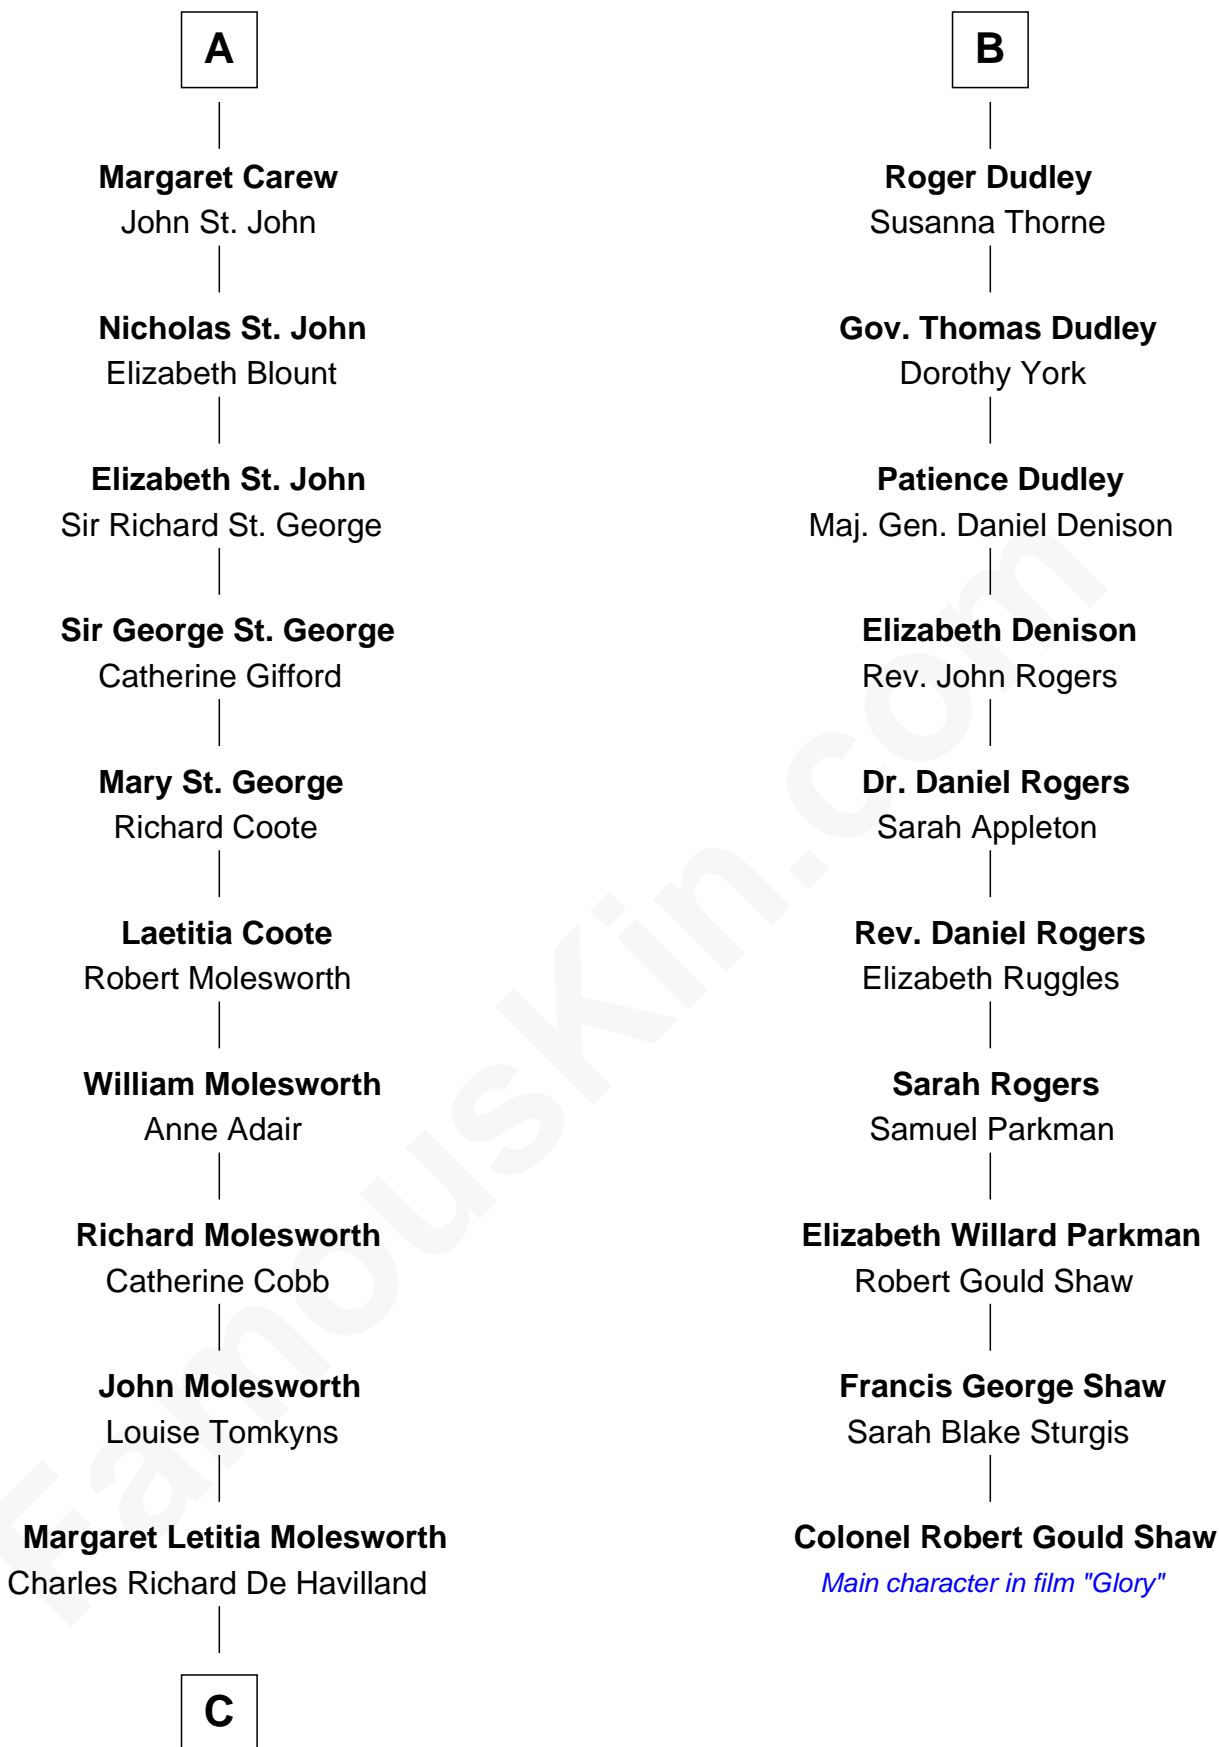 A
Margaret Carew
John St. John
Nicholas St. John
Elizabeth Blount
Elizabeth St. John
Sir Richard St. George
Sir George St. George
Catherine Gifford
Mary St. George
Richard Coote
Laetitia Coote
Robert Molesworth
William Molesworth
Anne Adair
Richard Molesworth
Catherine Cobb
John Molesworth
Louise Tomkyns
Margaret Letitia Molesworth
Charles Richard De Havilland
C
B
Roger Dudley
Susanna Thorne
Gov. Thomas Dudley
Dorothy York
Patience Dudley
Maj. Gen. Daniel Denison
Elizabeth Denison
Rev. John Rogers
Dr. Daniel Rogers
Sarah Appleton
Rev. Daniel Rogers
Elizabeth Ruggles
Sarah Rogers
Samuel Parkman
Elizabeth Willard Parkman
Robert Gould Shaw
Francis George Shaw
Sarah Blake Sturgis
Colonel Robert Gould Shaw
Main character in film "Glory"
FamousKin.com